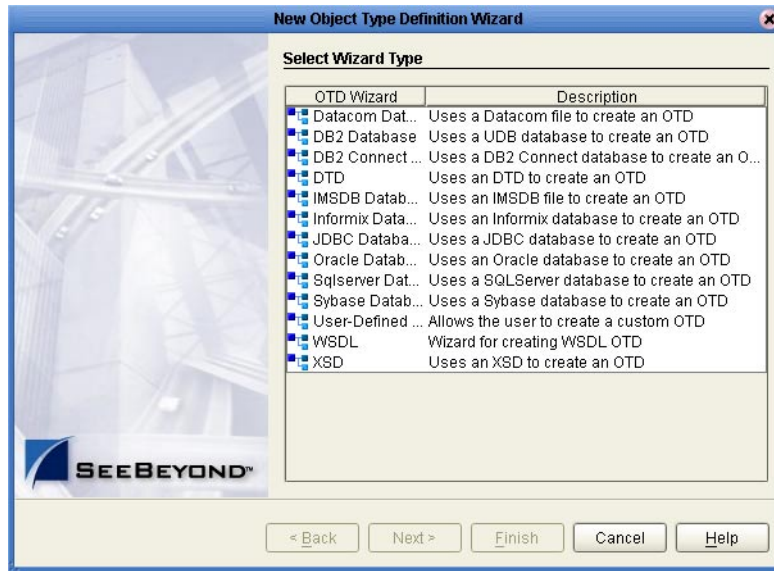 New Object Type Definition Wizard
Select Wizard Type
OTD Wizard Description
Datacom Dat... Uses a Datacom file to create an OTD
DB2 Database Uses a UDB database to create an OTD
DB2 Connect ... Uses a DB2 Connect database to create an O...
DTD Uses an DTD to create an OTD
IMSDB Datab... Uses an IMSDB file to create an OTD
Informix Data... Uses an Informix database to create an OTD
JDBC Databa... Uses a JDBC database to create an OTD
Oracle Datab... Uses an Oracle database to create an OTD
Sqlserver Dat... Uses a SQLServer database to create an OTD
Sybase Datab... Uses a Sybase database to create an OTD
User-Defined ... Allows the user to create a custom OTD
WSDL Wizard for creating WSDL OTD
XSD Uses an XSD to create an OTD
SEEBEYOND™
< Back Next > Finish Cancel Help